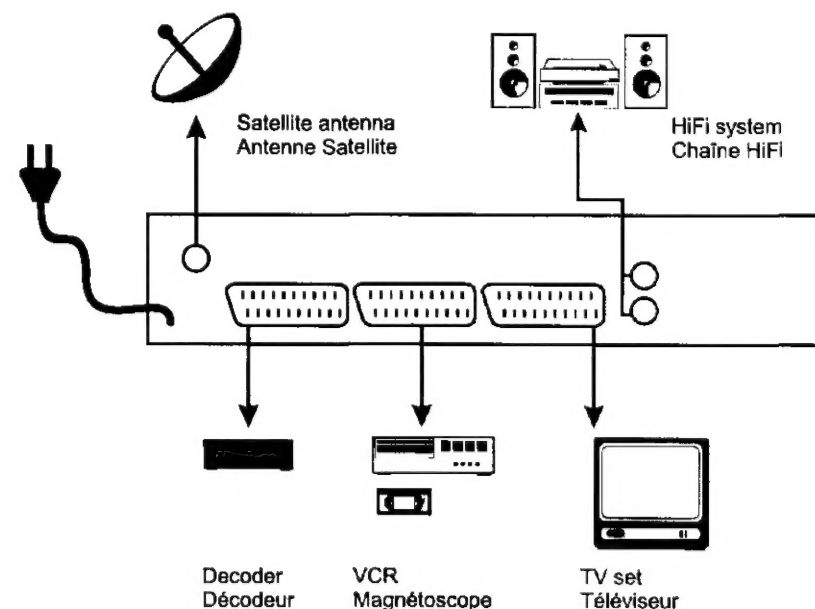 Satellite antenna
Antenne Satellite
HiFi system
Chaîne HiFi
Decoder
Décodeur
VCR
Magnétoscope
TV set
Téléviseur